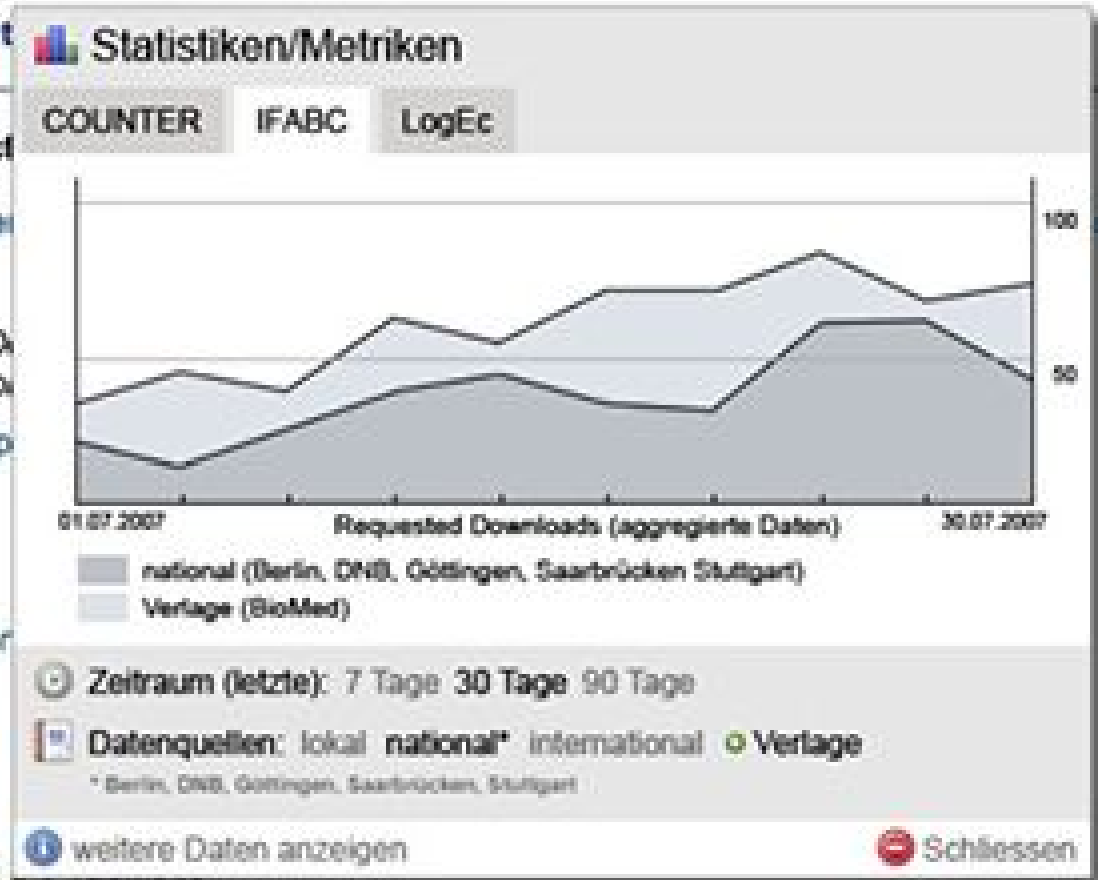 Statistiken/Metriken
COUNTER IFABC LogEc
100
50
01.07.2007 Requested Downloads (aggregierte Daten) 30.07.2007
national (Berlin, DNB, Göttingen, Saarbrücken Stuttgart)
Verlage (BioMed)
Zeitraum (letzte): 7 Tage 30 Tage 90 Tage
Datenquellen: lokal national* international Verlage
* Berlin, DNB, Göttingen, Saarbrücken, Stuttgart
weitere Daten anzeigen Schliessen